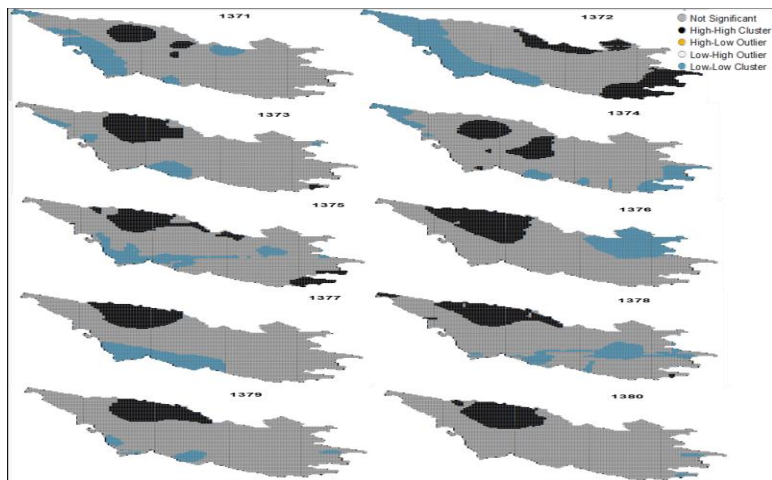 1371
1372
Not Significant
High-High Cluster
High-Low Outlier
Low-High Outlier
Low-Low Cluster
1373
1374
1375
1376
1377
1378
1379
1380